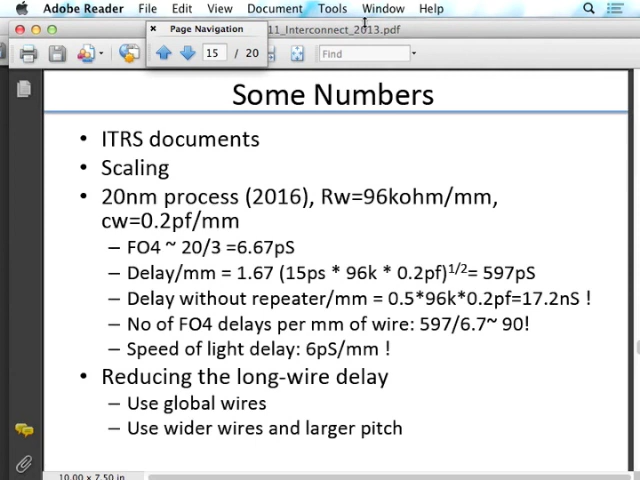 Adobe Reader File Edit View Document Tools Window Help
Page Navigation
11_Interconnect_2013.pdf
15 / 20
Find
Some Numbers
• ITRS documents
• Scaling
• 20nm process (2016), Rw=96kohm/mm,
cw=0.2pf/mm
– FO4 ~ 20/3 =6.67pS
– Delay/mm = 1.67 (15ps * 96k * 0.2pf)1/2= 597pS
– Delay without repeater/mm = 0.5*96k*0.2pf=17.2nS !
– No of FO4 delays per mm of wire: 597/6.7~ 90!
– Speed of light delay: 6pS/mm !
• Reducing the long-wire delay
– Use global wires
– Use wider wires and larger pitch
10.00 x 7.50 in